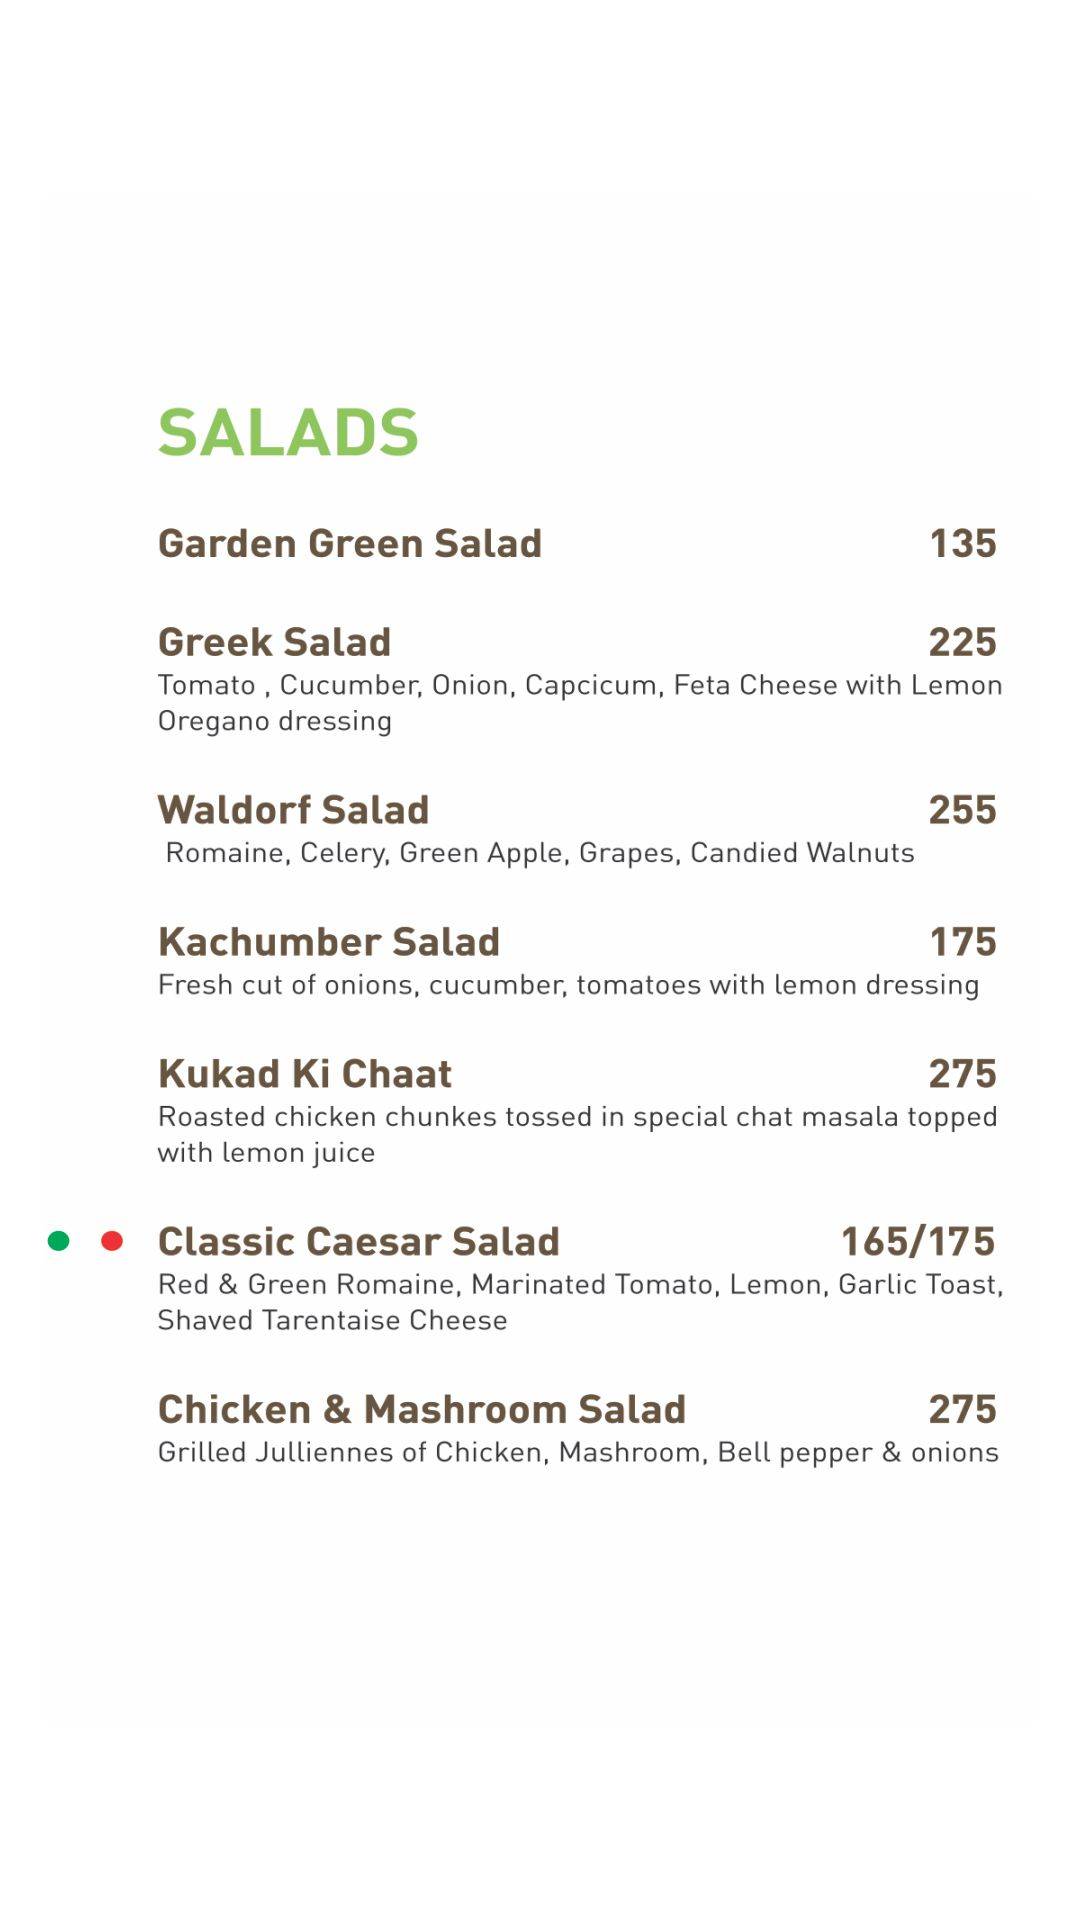 SALADS
Garden Green Salad 135
Greek Salad 225
Tomato , Cucumber, Onion, Capcicum, Feta Cheese with Lemon
Oregano dressing
Waldorf Salad 255
Romaine, Celery, Green Apple, Grapes, Candied Walnuts
Kachumber Salad 175
Fresh cut of onions, cucumber, tomatoes with lemon dressing
Kukad Ki Chaat 275
Roasted chicken chunkes tossed in special chat masala topped
with lemon juice
Classic Caesar Salad 165/175
Red & Green Romaine, Marinated Tomato, Lemon, Garlic Toast,
Shaved Tarentaise Cheese
Chicken & Mashroom Salad 275
Grilled Julliennes of Chicken, Mashroom, Bell pepper & onions